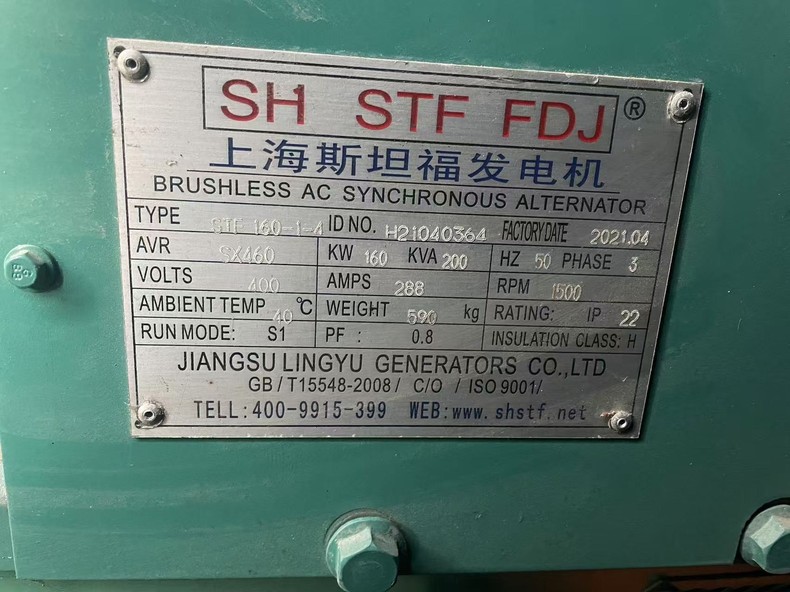 SH STF FDJ ®
上海斯坦福发电机
BRUSHLESS AC SYNCHRONOUS ALTERNATOR
TYPE STF 160-1-4 ID NO. H21040364 FACTORY DATE 2021.04
AVR SX460 KW 160 KVA 200 HZ 50 PHASE 3
VOLTS 400 AMPS 288 RPM 1500
AMBIENT TEMP 40 °C WEIGHT 590 kg RATING: IP 22
RUN MODE: S1 PF : 0.8 INSULATION CLASS: H
JIANGSU LINGYU GENERATORS CO.,LTD
GB/T15548-2008/ C/O / ISO 9001/
TELL:400-9915-399 WEB:www.shstf.net